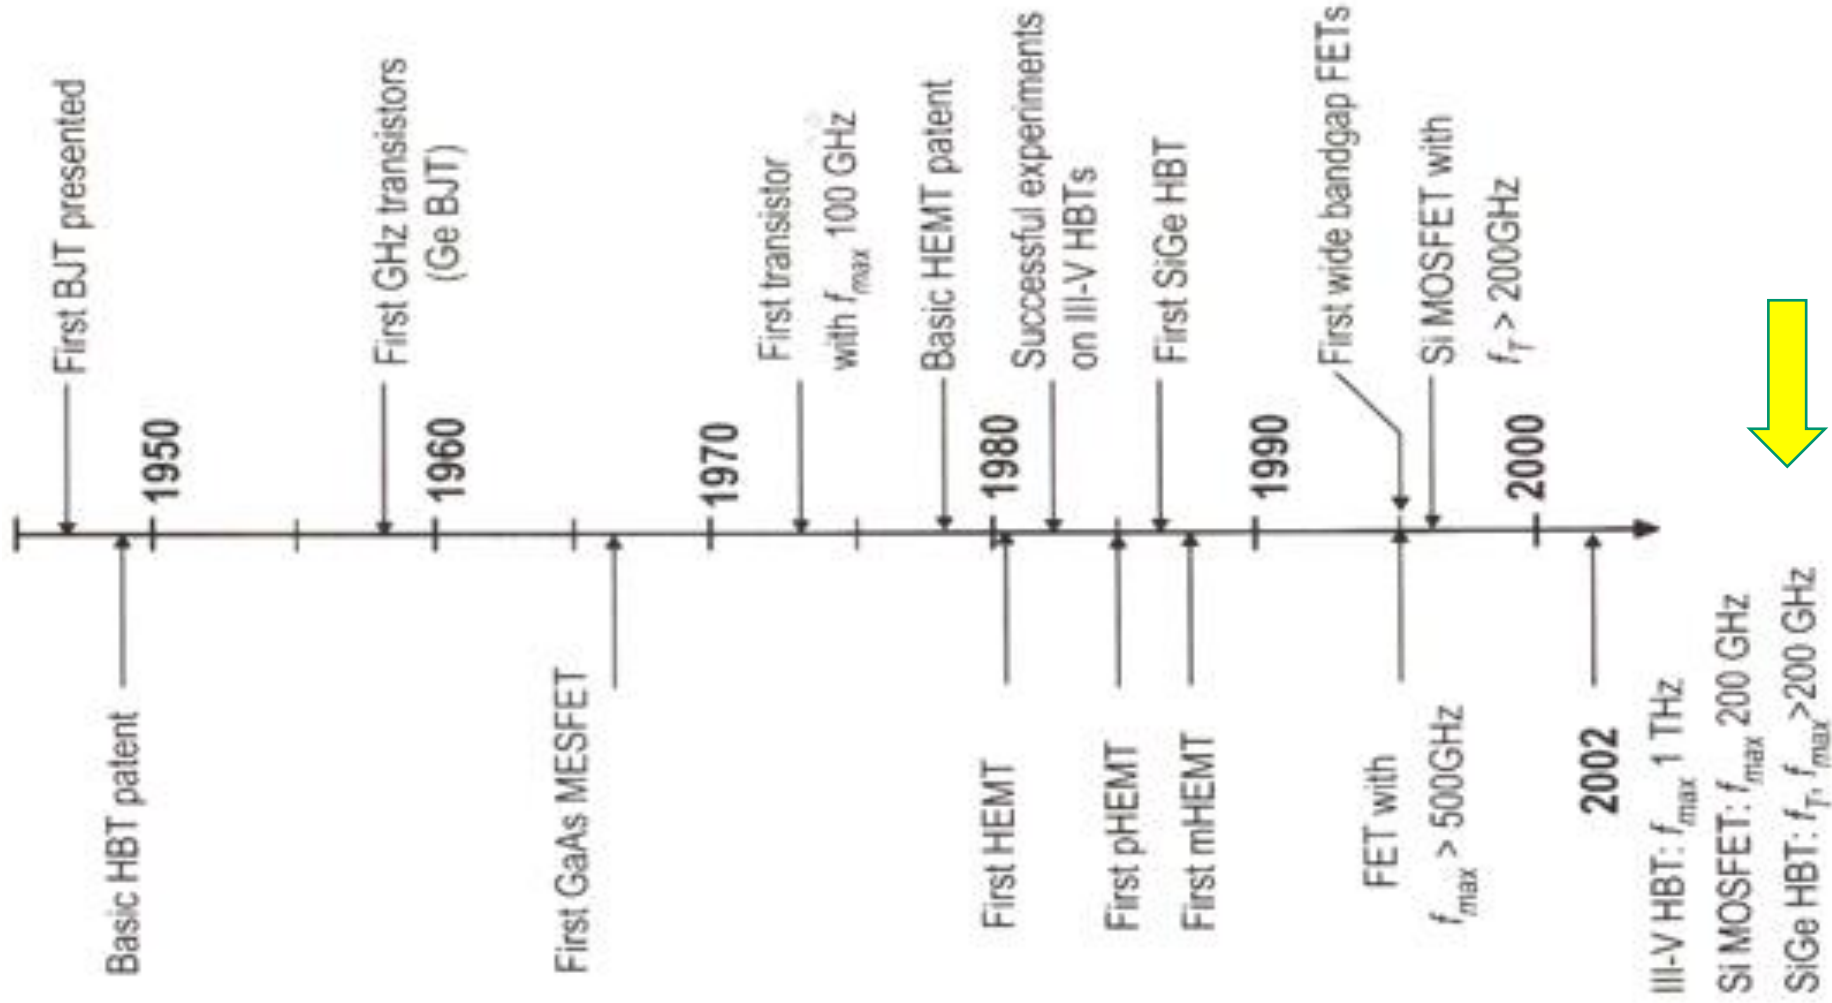 First BJT presented
Basic HBT patent
1950
First GHz transistors
(Ge BJT)
1960
First GaAs MESFET
1970
First transistor
with fmax 100 GHz
Basic HEMT patent
1980
First HEMT
Successful experiments
on III-V HBTs
First pHEMT
First SiGe HBT
First mHEMT
1990
First wide bandgap FETs
FET with
fmax > 500GHz
Si MOSFET with
fT > 200GHz
2000
2002
III-V HBT: fmax 1 THz
Si MOSFET: fmax 200 GHz
SiGe HBT: fT, fmax >200 GHz